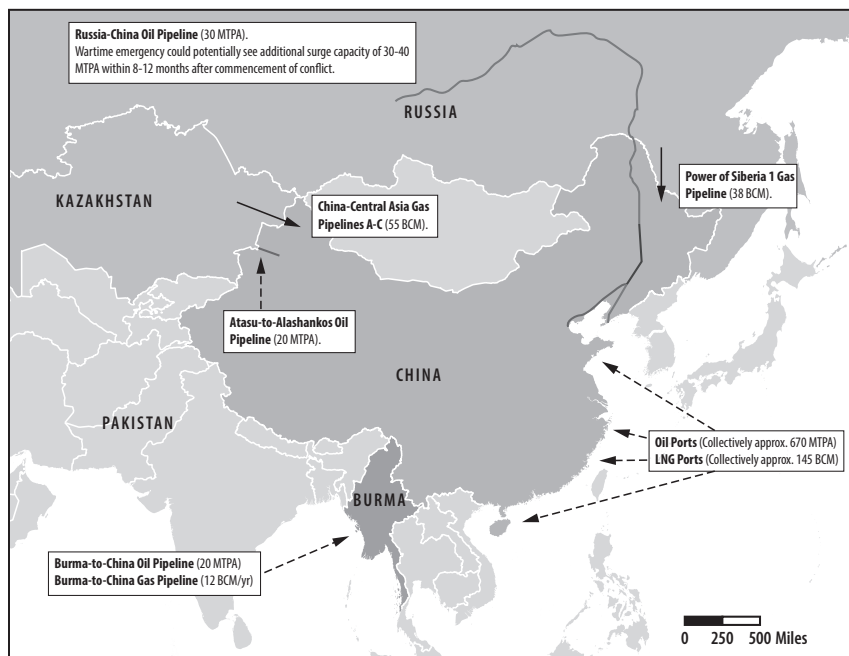 Russia-China Oil Pipeline (30 MTPA).
Wartime emergency could potentially see additional surge capacity of 30-40
MTPA within 8-12 months after commencement of conflict.
RUSSIA
KAZAKHSTAN
China-Central Asia Gas
Pipelines A-C (55 BCM).
Power of Siberia 1 Gas
Pipeline (38 BCM).
Atasu-to-Alashankos Oil
Pipeline (20 MTPA).
CHINA
PAKISTAN
Oil Ports (Collectively approx. 670 MTPA)
LNG Ports (Collectively approx. 145 BCM)
BURMA
Burma-to-China Oil Pipeline (20 MTPA)
Burma-to-China Gas Pipeline (12 BCM/yr)
0 250 500 Miles